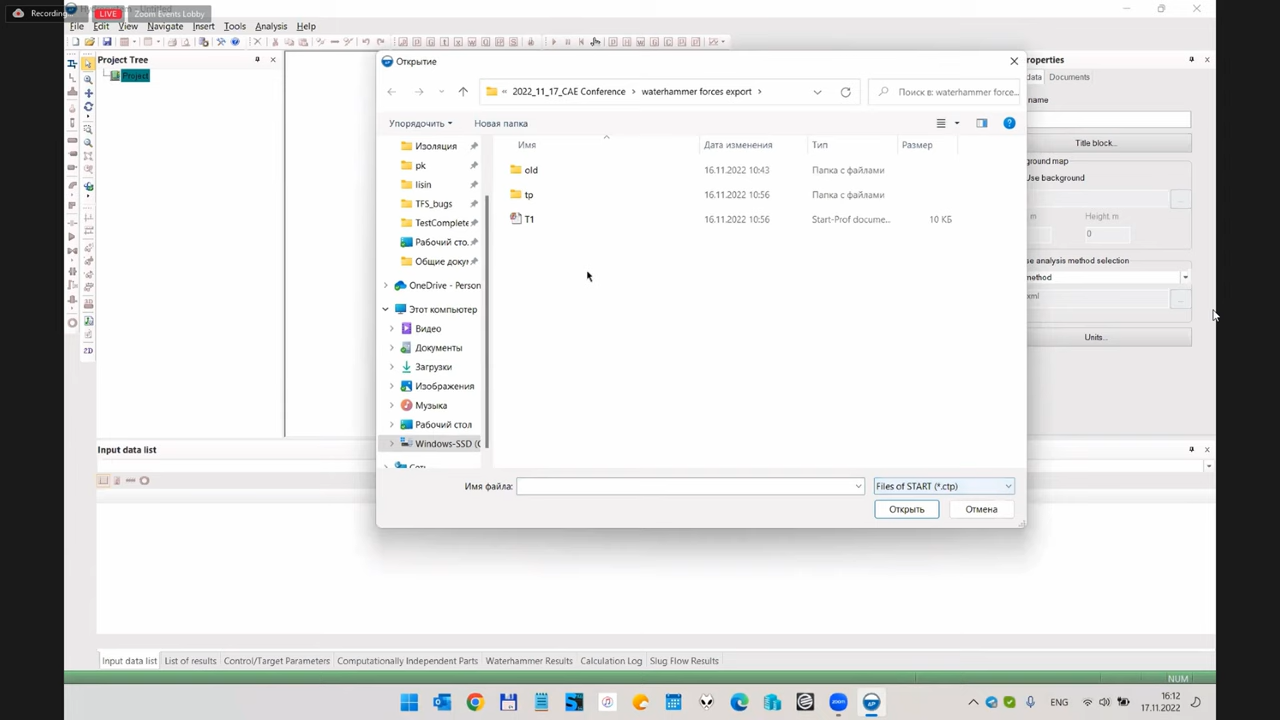 Recording...
LIVE
Zoom Events Lobby
File Edit View Navigate Insert Tools Analysis Help
Project Tree
Project
Открытие
« 2022_11_17_CAE Conference > waterhammer forces export >
Поиск в: waterhammer force...
Упорядочить
Новая папка
Имя Дата изменения Тип Размер
old 16.11.2022 10:43 Папка с файлами
tp 16.11.2022 10:56 Папка с файлами
T1 16.11.2022 10:56 Start-Prof docume... 10 КБ
Изоляция
pk
lisin
TFS_bugs
TestComplete
Рабочий сто.
Общие докум
OneDrive - Person
Этот компьютер
Видео
Документы
Загрузки
Изображения
Музыка
Рабочий стол
Windows-SSD (C
Сеть
Имя файла:
Files of START (*.ctp)
Открыть
Отмена
roperties
data Documents
name
Title block...
ground map
Use background
m Height m
0
se analysis method selection
method
xml
Units...
Input data list
Input data list List of results Control/Target Parameters Computationally Independent Parts Waterhammer Results Calculation Log Slug Flow Results
NUM
ENG
16:12
17.11.2022
2D